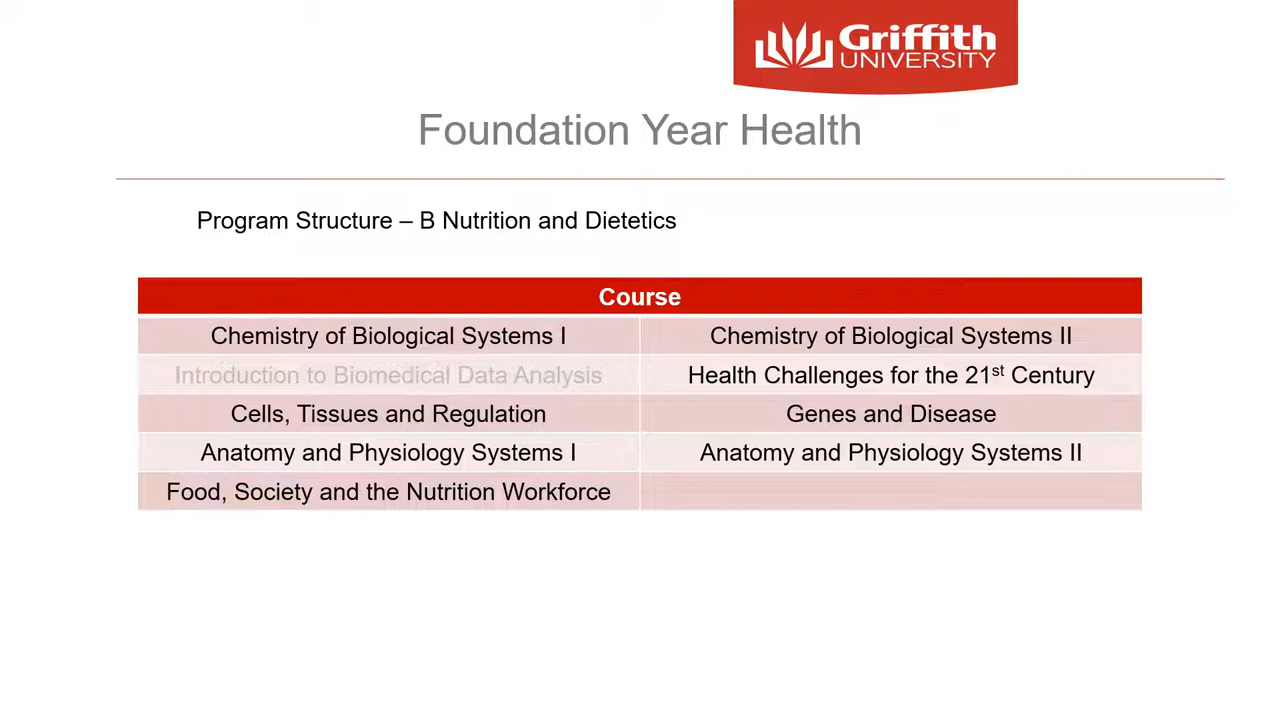 Griffith
UNIVERSITY
Foundation Year Health
Program Structure – B Nutrition and Dietetics
Course
Chemistry of Biological Systems I
Chemistry of Biological Systems II
Introduction to Biomedical Data Analysis
Health Challenges for the 21st Century
Cells, Tissues and Regulation
Genes and Disease
Anatomy and Physiology Systems I
Anatomy and Physiology Systems II
Food, Society and the Nutrition Workforce